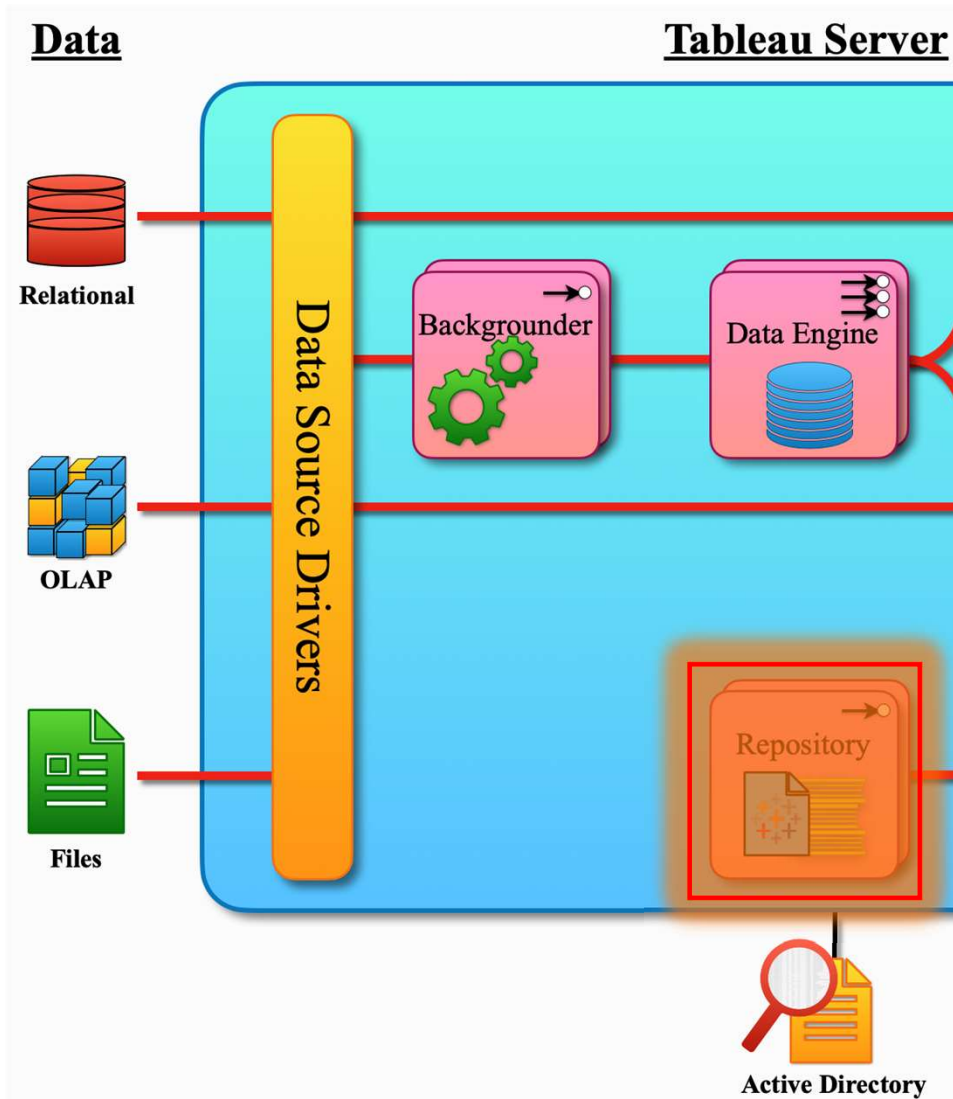 Data
Tableau Server
Relational
Backgrounder
Data Engine
Data Source Drivers
OLAP
Repository
Files
Active Directory